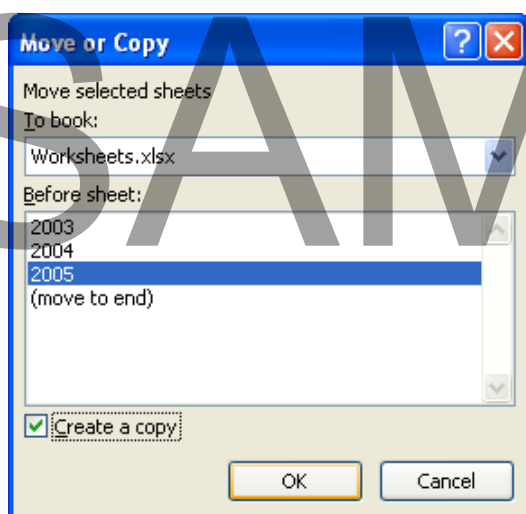 Move or Copy
Move selected sheets
To book:
Worksheets.xlsx
Before sheet:
2003
2004
2005
(move to end)
Create a copy
OK Cancel
SAM